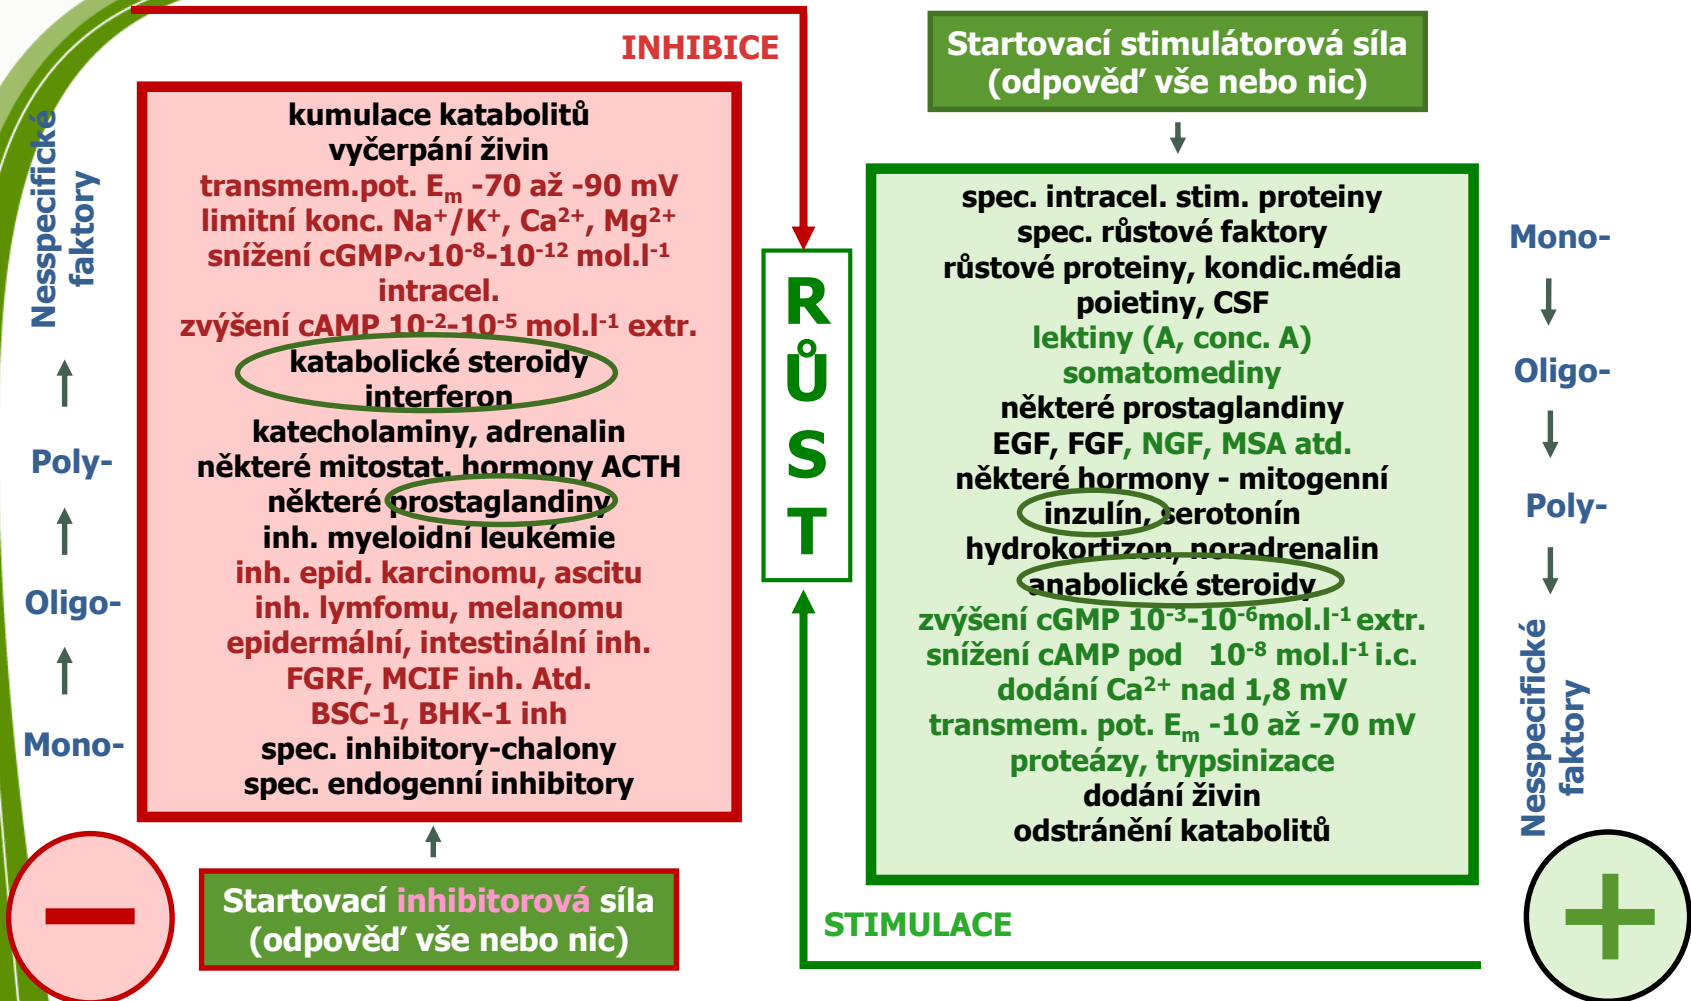 INHIBICE
Startovací stimulátorová síla
(odpověď vše nebo nic)
Nesspecifické
faktory
Poly-
Oligo-
Mono-
kumulace katabolitů
vyčerpání živin
transmem.pot. Eₘ -70 až -90 mV
limitní konc. Na⁺/K⁺, Ca²⁺, Mg²⁺
snížení cGMP~10⁻⁸-10⁻¹² mol.l⁻¹
intracel.
zvýšení cAMP 10⁻²-10⁻⁵ mol.l⁻¹ extr.
katabolické steroidy
interferon
katecholaminy, adrenalin
některé mitostat. hormony ACTH
některé prostaglandiny
inh. myeloidní leukémie
inh. epid. karcinomu, ascitu
inh. lymfomu, melanomu
epidermální, intestinální inh.
FGRF, MCIF inh. Atd.
BSC-1, BHK-1 inh
spec. inhibitory-chalony
spec. endogenní inhibitory
Startovací inhibitorová síla
(odpověď vše nebo nic)
R
Ů
S
T
spec. intracel. stim. proteiny
spec. růstové faktory
růstové proteiny, kondic.média
poietiny, CSF
lektiny (A, conc. A)
somatomediny
některé prostaglandiny
EGF, FGF, NGF, MSA atd.
některé hormony - mitogenní
inzulín, serotonín
hydrokortizon, noradrenalin
anabolické steroidy
zvýšení cGMP 10⁻³-10⁻⁶mol.l⁻¹ extr.
snížení cAMP pod 10⁻⁸ mol.l⁻¹ i.c.
dodání Ca²⁺ nad 1,8 mV
transmem. pot. Eₘ -10 až -70 mV
proteázy, trypsinizace
dodání živin
odstránění katabolitů
Mono-
Oligo-
Poly-
Nesspecifické
faktory
STIMULACE